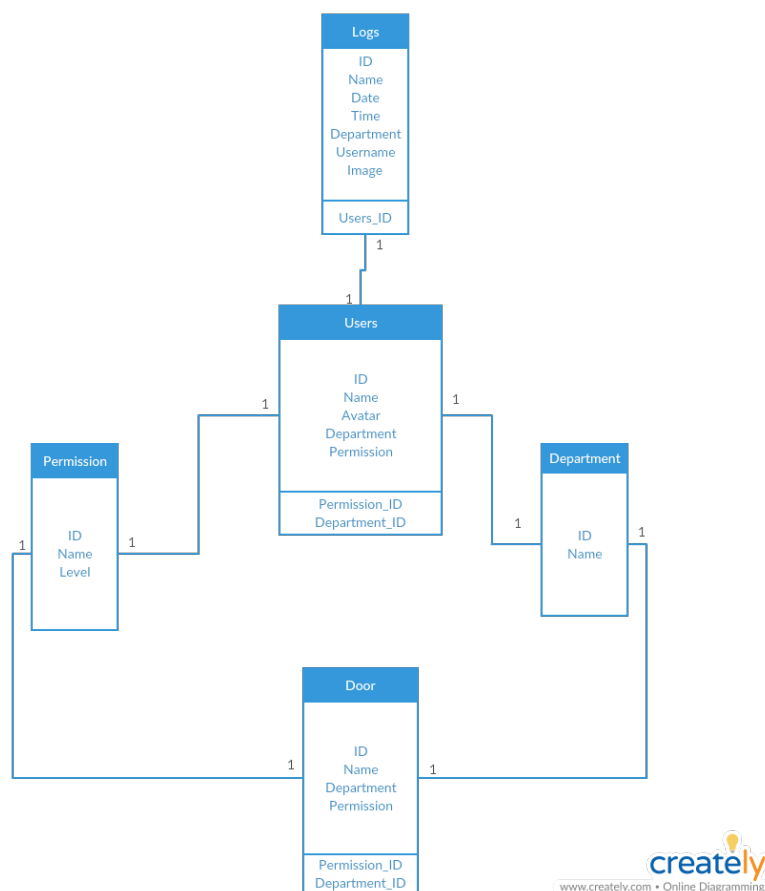 Logs
ID
Name
Date
Time
Department
Username
Image
Users_ID
1
1
Users
ID
Name
Avatar
Department
Permission
Permission_ID
Department_ID
1
1
Permission
ID
Name
Level
1
1
Department
ID
Name
1
1
Door
ID
Name
Department
Permission
Permission_ID
Department_ID
1
1
creately
www.creately.com • Online Diagramming